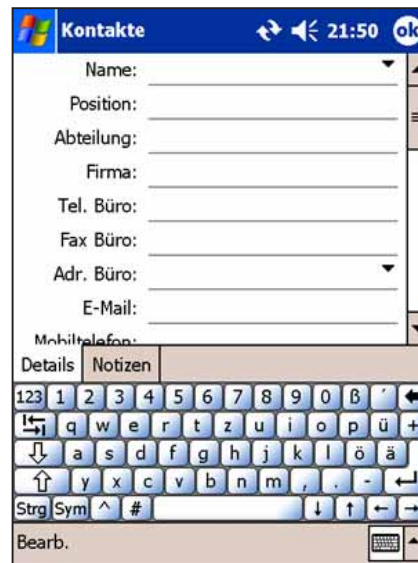 Kontakte 21:50 ok
Name:
Position:
Abteilung:
Firma:
Tel. Büro:
Fax Büro:
Adr. Büro:
E-Mail:
Mobiltelefon:
Details Notizen
123 1 2 3 4 5 6 7 8 9 0 ß ´
q w e r t z u i o p ü +
a s d f g h j k l ö ä
y x c v b n m , . -
Strg Sym ^ #
Bearb.